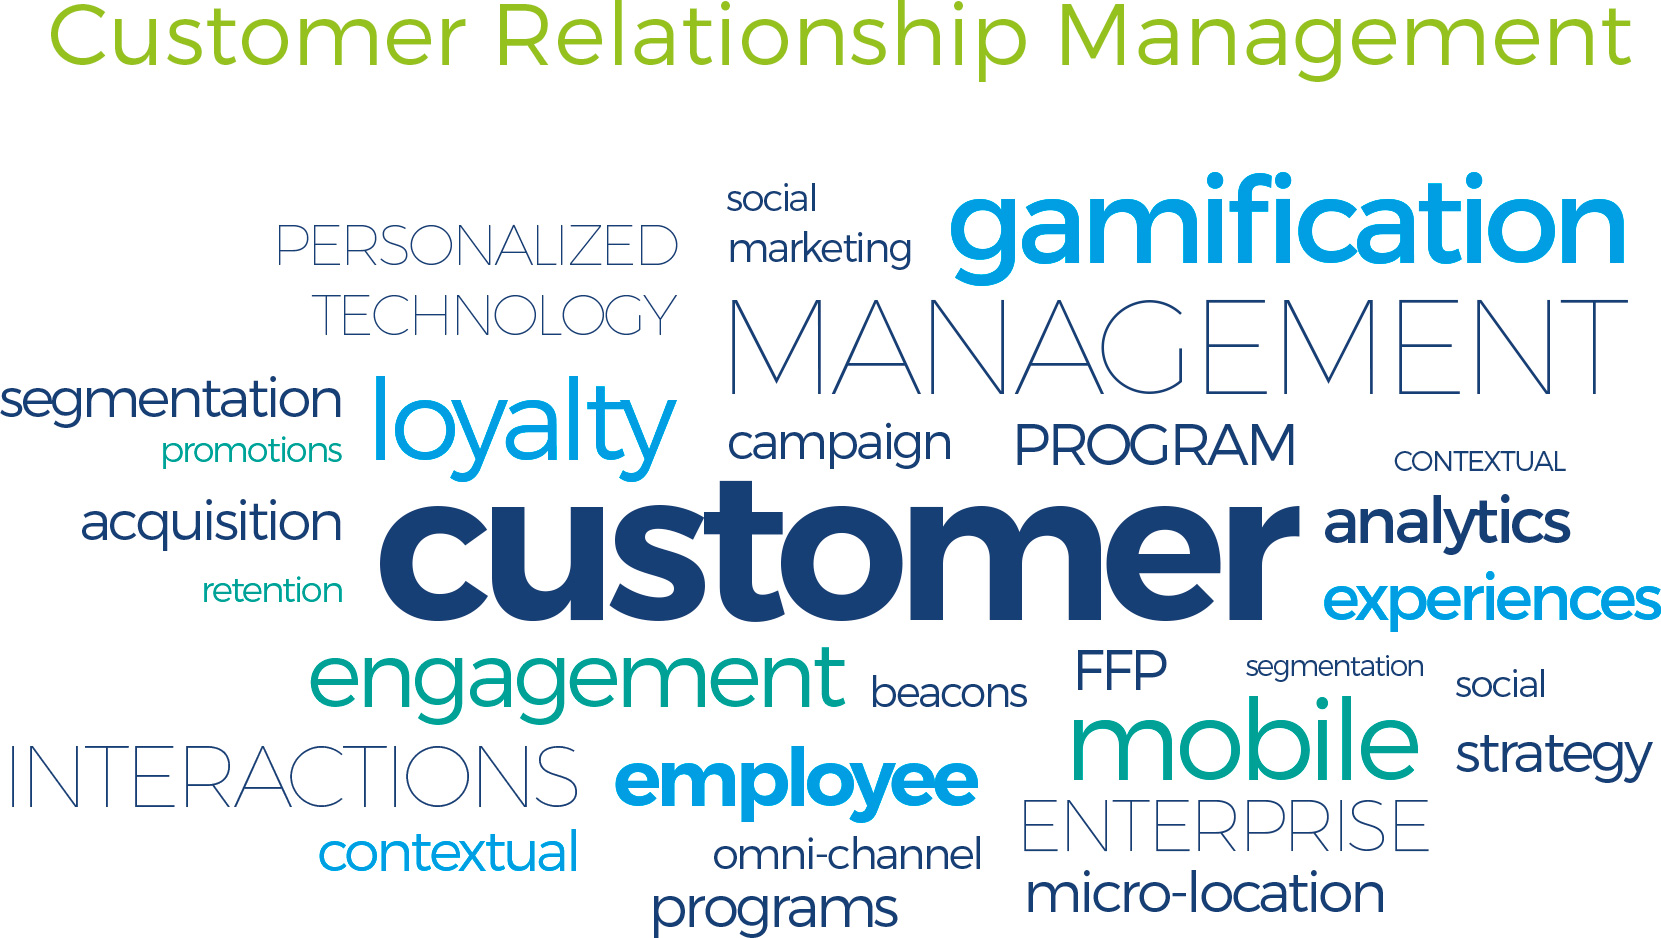 Customer Relationship Management
social
gamification
PERSONALIZED
marketing
TECHNOLOGY
MANAGEMENT
segmentation
loyalty
promotions
campaign
PROGRAM
CONTEXTUAL
acquisition
customer
analytics
retention
experiences
engagement
beacons
FFP
segmentation
social
mobile
strategy
INTERACTIONS
employee
ENTERPRISE
contextual
omni-channel
micro-location
programs